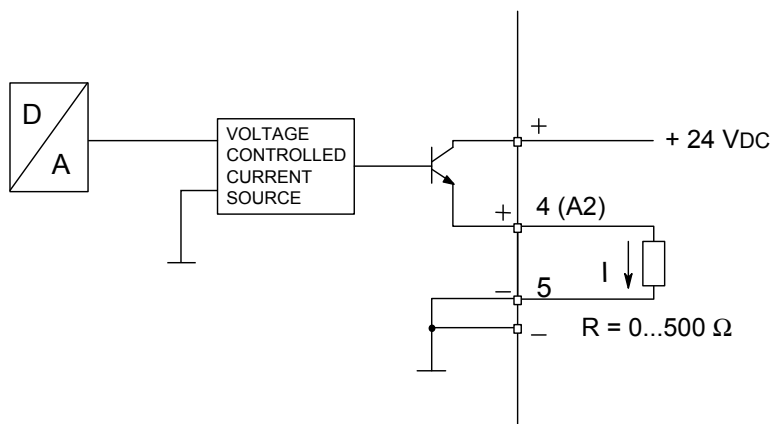 D
A
VOLTAGE
CONTROLLED
CURRENT
SOURCE
+
+
+ 24 VDC
+
4 (A2)
I
–
5
–
R = 0...500 Ω